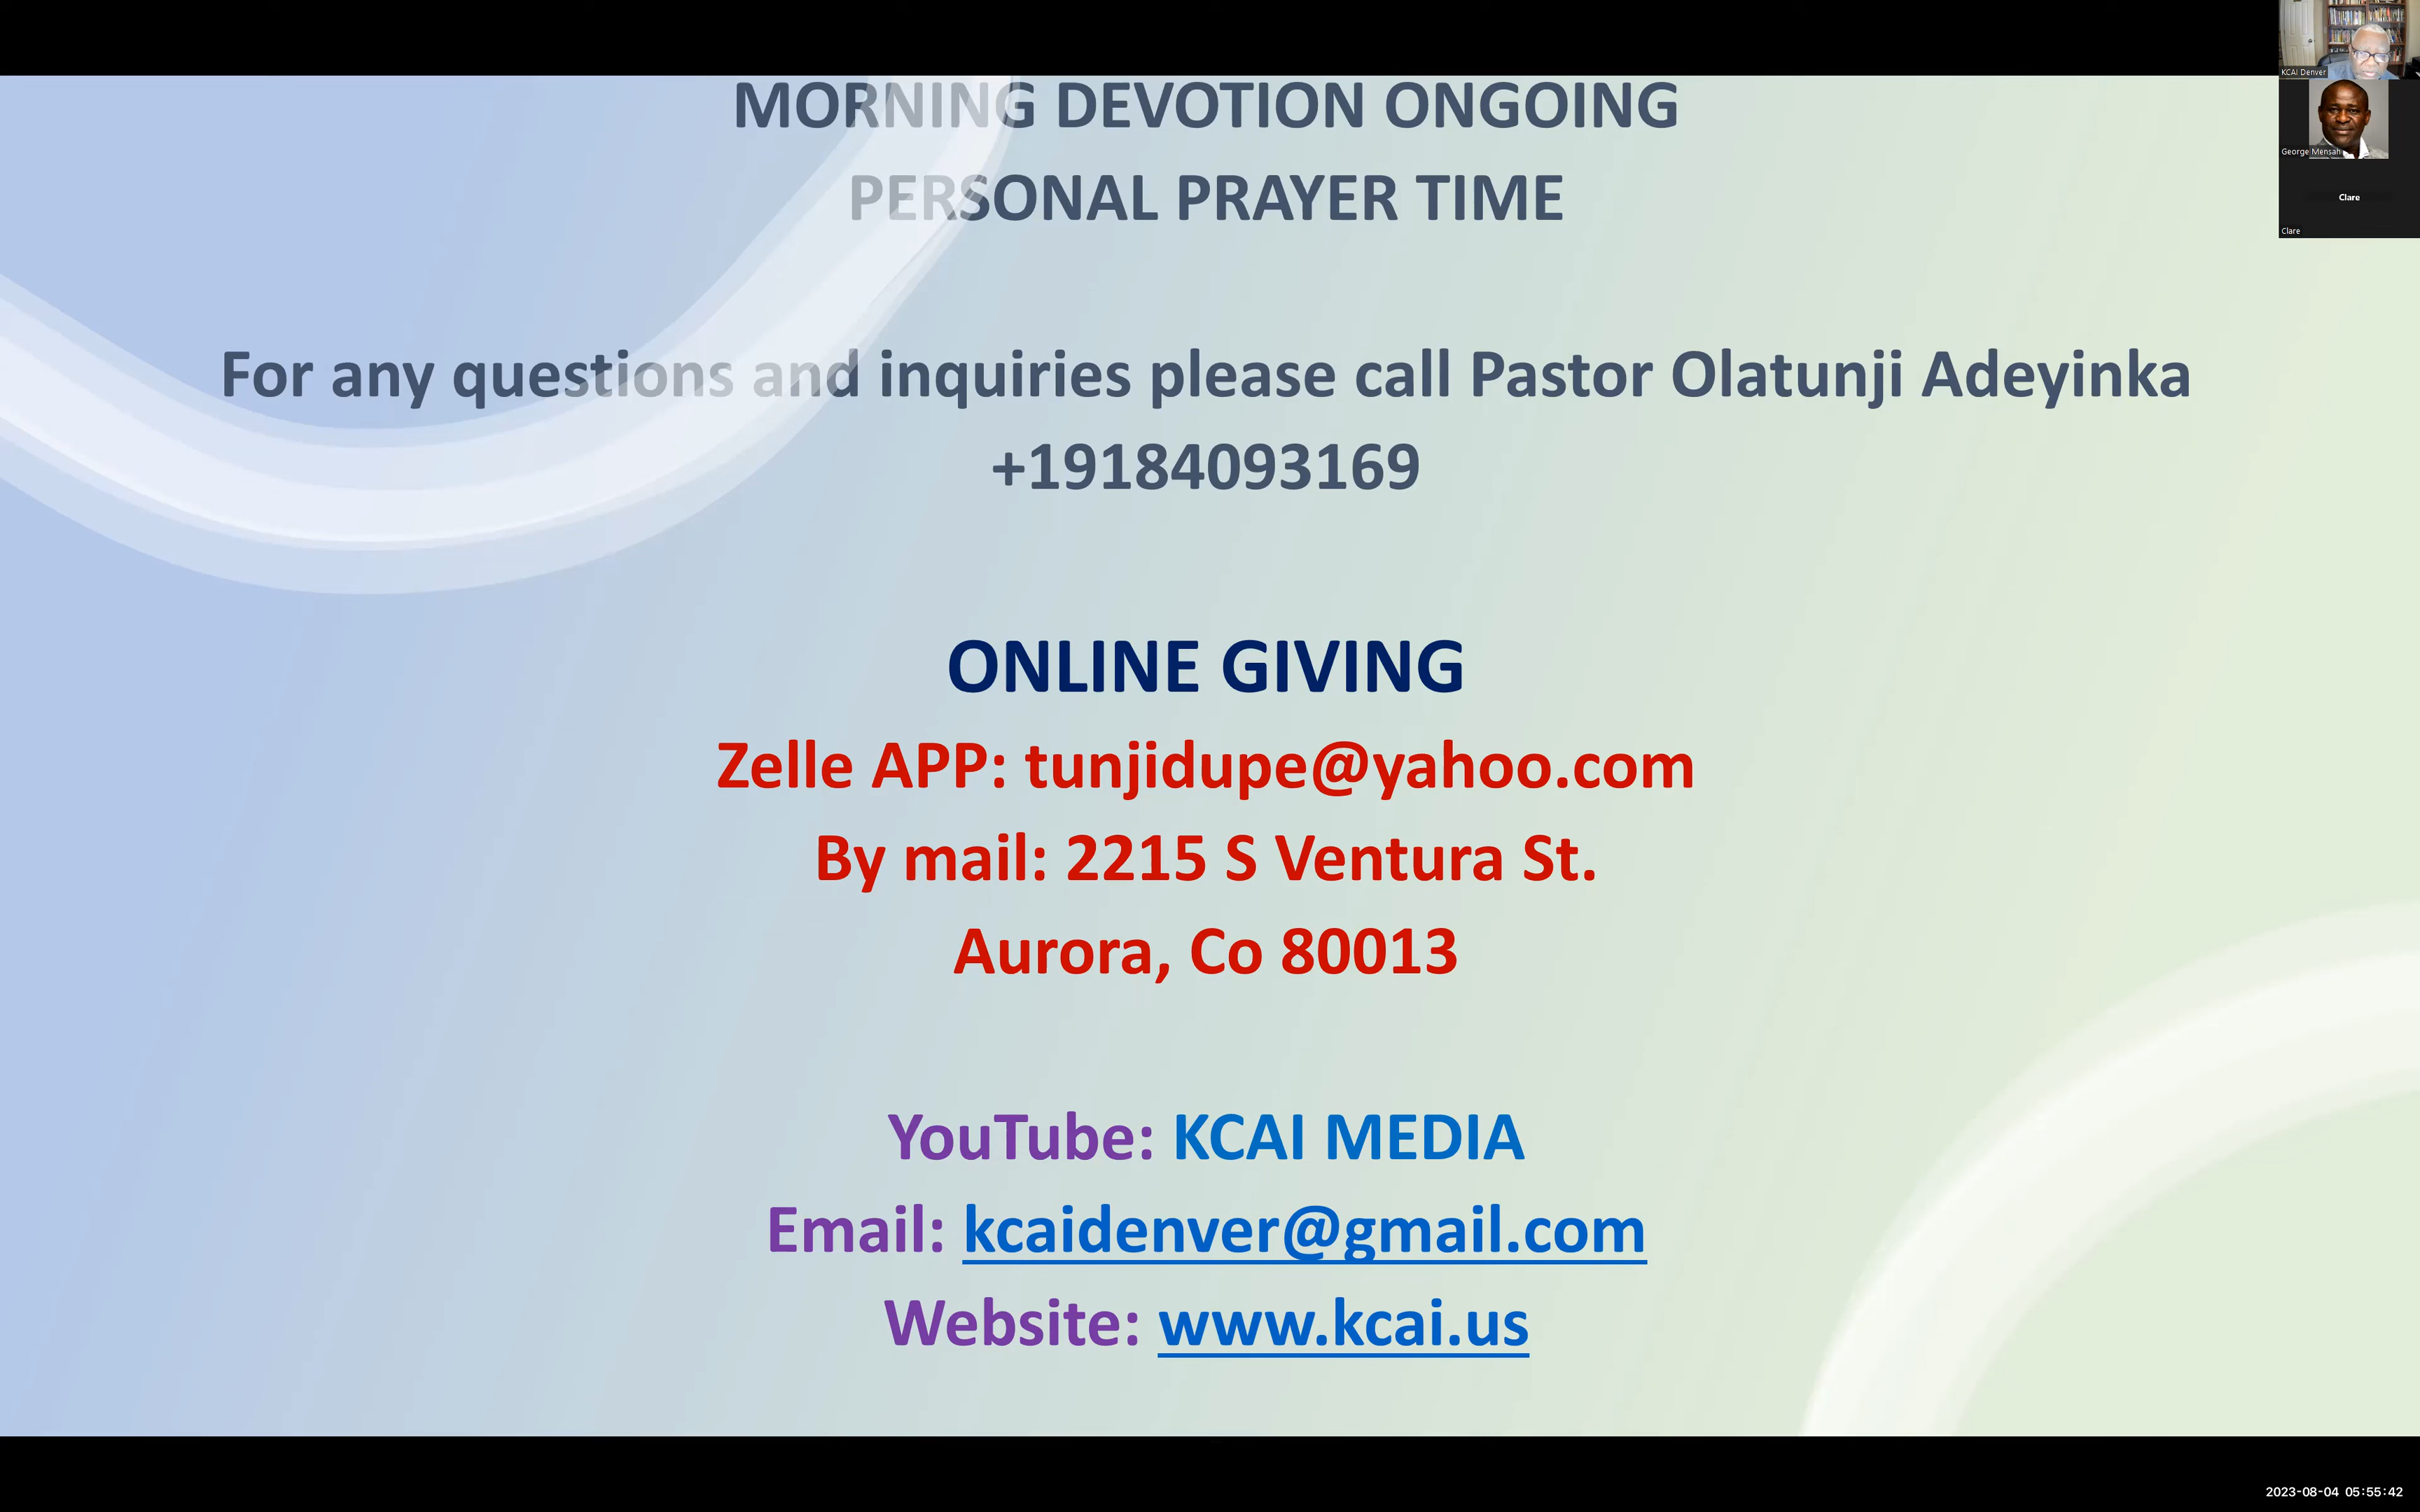 MORNING DEVOTION ONGOING
PERSONAL PRAYER TIME
For any questions and inquiries please call Pastor Olatunji Adeyinka
+19184093169
ONLINE GIVING
Zelle APP: tunjidupe@yahoo.com
By mail: 2215 S Ventura St.
Aurora, Co 80013
YouTube: KCAI MEDIA
Email: kcaidenver@gmail.com
Website: www.kcai.us
KCAI Denver
George Mensah
Clare
Clare
2023-08-04 05:55:42